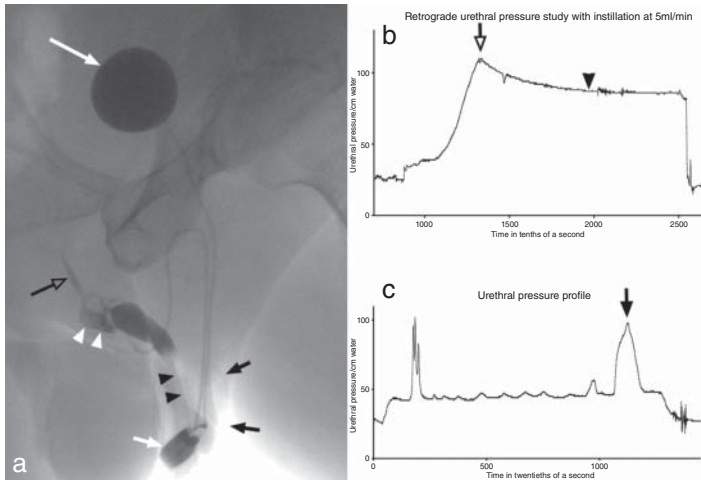 a
b
Retrograde urethral pressure study with instillation at 5ml/min
Urethral pressure/cm water
100
50
0
1000
1500
2000
2500
Time in tenths of a second
c
Urethral pressure profile
Urethral pressure/cm water
100
50
0
0
500
1000
Time in twentieths of a second